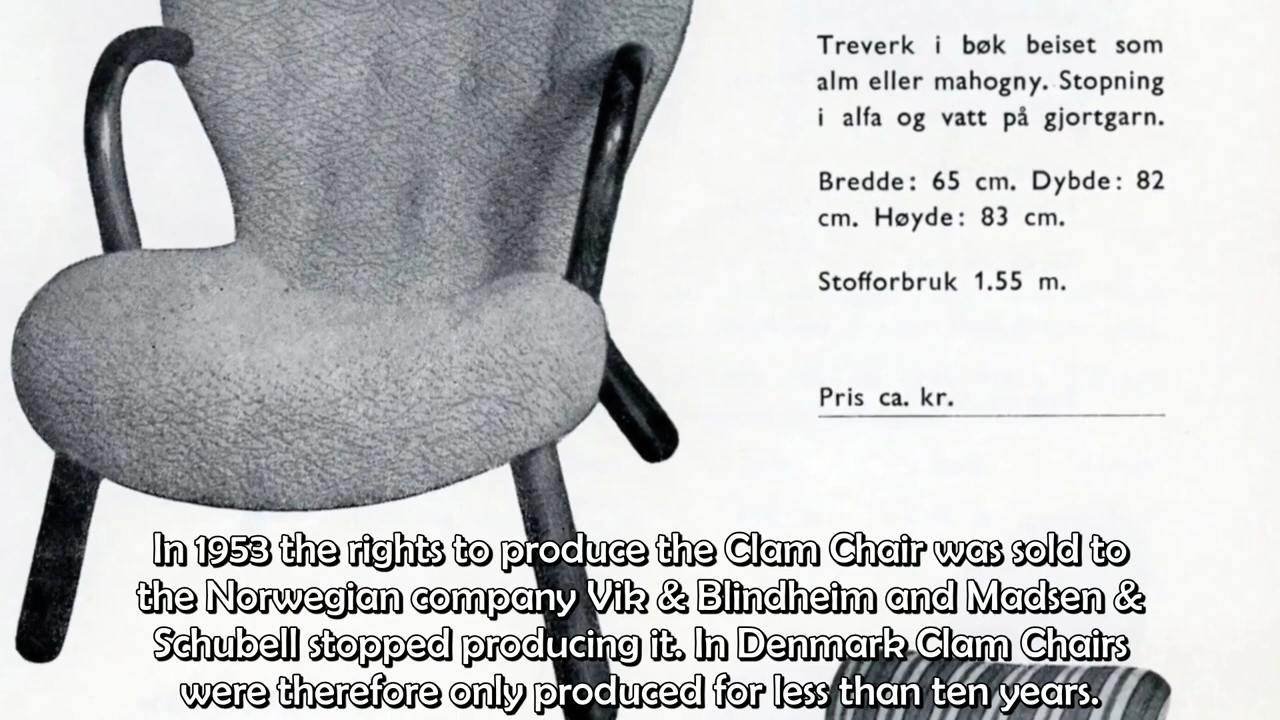 Treverk i bøk beiset som
alm eller mahogny. Stopning
i alfa og vatt på gjortgarn.
Bredde: 65 cm. Dybde: 82
cm. Høyde: 83 cm.
Stofforbruk 1.55 m.
Pris ca. kr.
In 1953 the rights to produce the Clam Chair was sold to
the Norwegian company Vik & Blindheim and Madsen &
Schubell stopped producing it. In Denmark Clam Chairs
were therefore only produced for less than ten years.